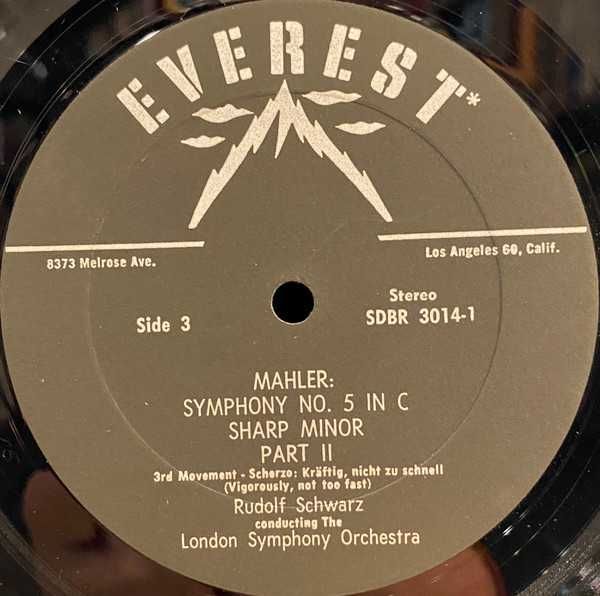 EVEREST*
8373 Melrose Ave.
Los Angeles 69, Calif.
Side 3
Stereo
SDBR 3014-1
MAHLER:
SYMPHONY NO. 5 IN C
SHARP MINOR
PART II
3rd Movement - Scherzo: Kräftig, nicht zu schnell
(Vigorously, not too fast)
Rudolf Schwarz
conducting The
London Symphony Orchestra